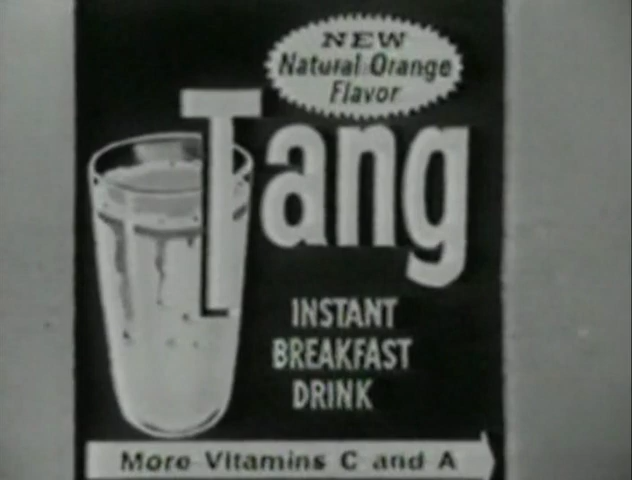 NEW
Natural Orange
Flavor
Tang
INSTANT
BREAKFAST
DRINK
More Vitamins C and A